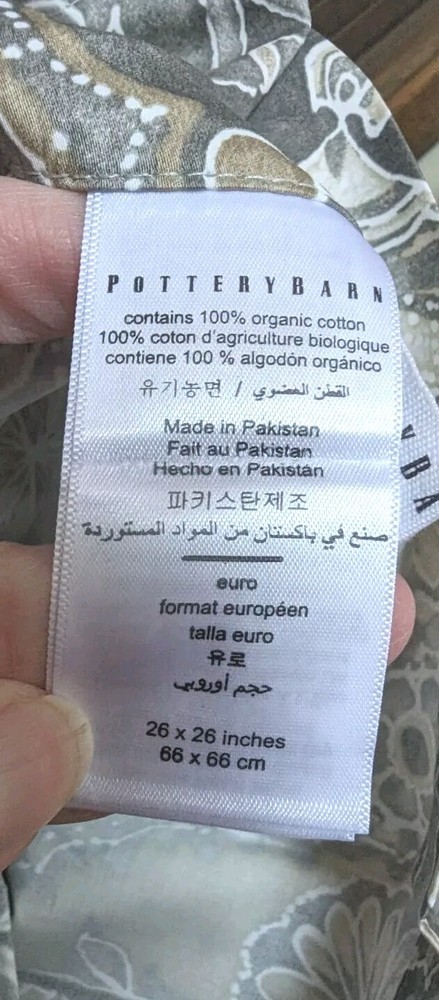 POTTERYBARN
contains 100% organic cotton
100% coton d'agriculture biologique
contiene 100 % algodón orgánico
유기농면 / القطن العضوي
Made in Pakistan
Fait au Pakistan
Hecho en Pakistán
파키스탄제조
صنع في باكستان من المواد المستوردة
euro
format européen
talla euro
유로
حجم أوروبي
26 x 26 inches
66 x 66 cm